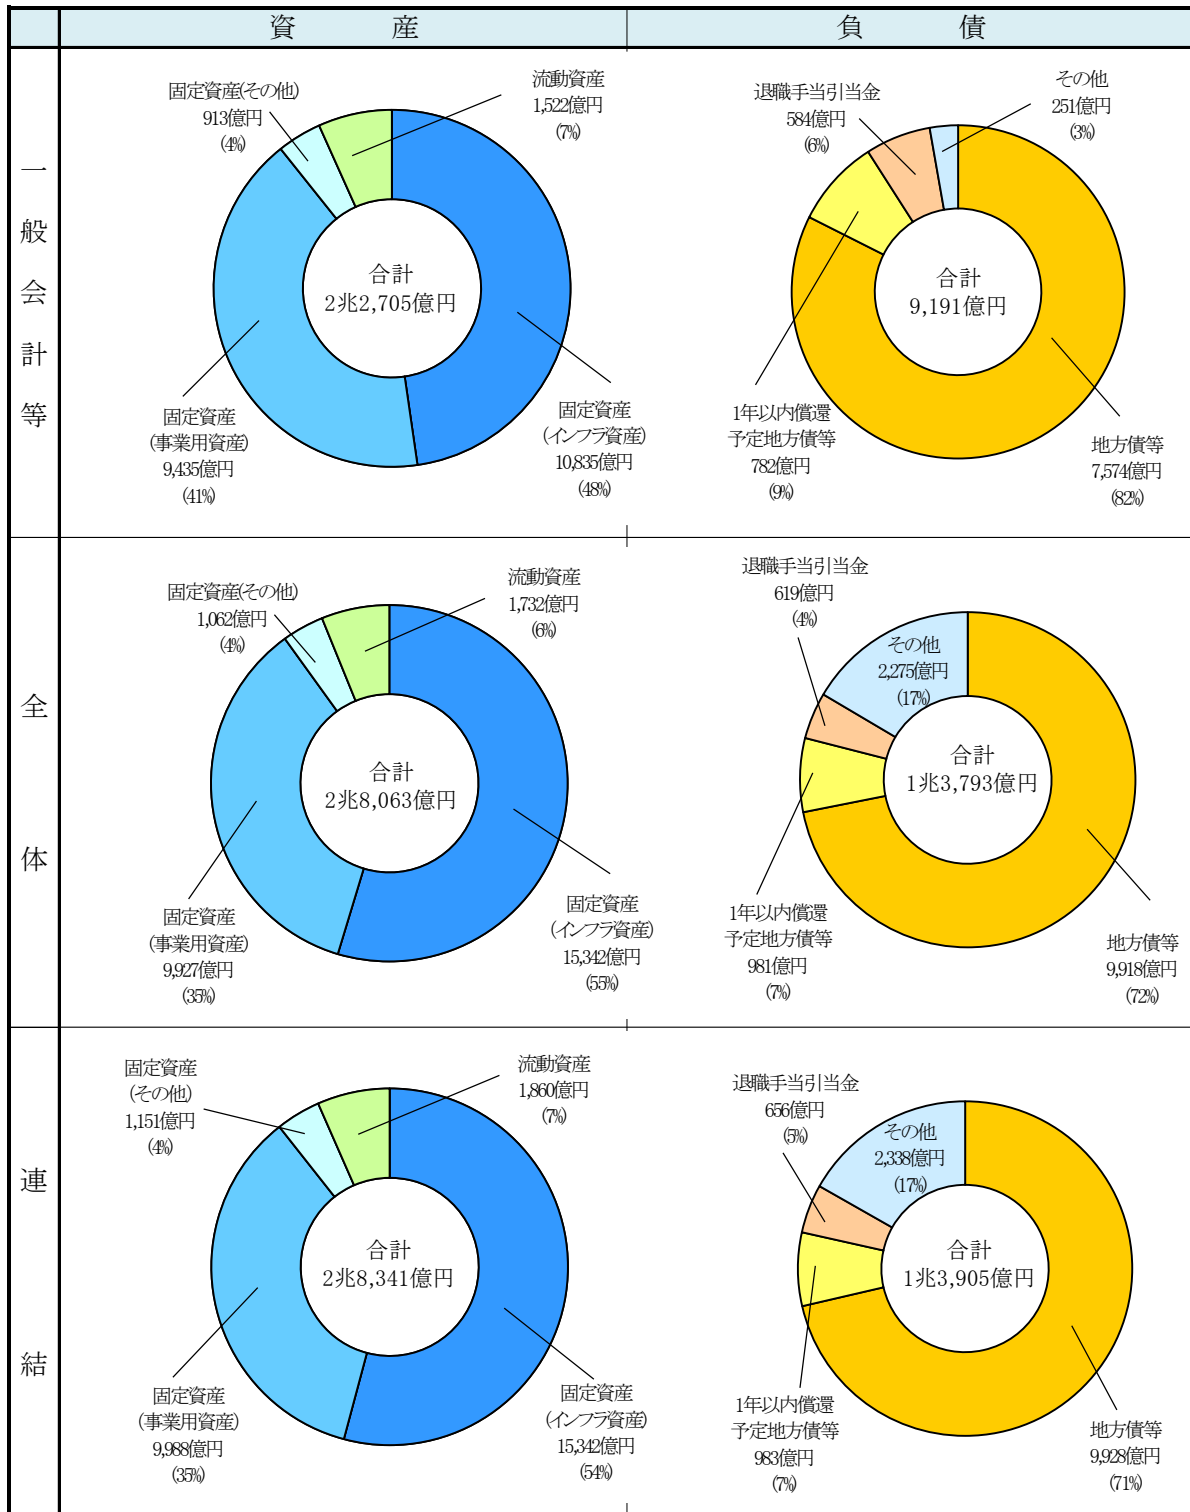 資産
負債
一般会計等
固定資産(その他)
913億円
(4%)
流動資産
1,522億円
(7%)
合計
2兆2,705億円
固定資産
(事業用資産)
9,435億円
(41%)
固定資産
(インフラ資産)
10,835億円
(48%)
退職手当引当金
584億円
(6%)
その他
251億円
(3%)
合計
9,191億円
1年以内償還
予定地方債等
782億円
(9%)
地方債等
7,574億円
(82%)
全体
固定資産(その他)
1,062億円
(4%)
流動資産
1,732億円
(6%)
合計
2兆8,063億円
固定資産
(事業用資産)
9,927億円
(35%)
固定資産
(インフラ資産)
15,342億円
(55%)
退職手当引当金
619億円
(4%)
その他
2,275億円
(17%)
合計
1兆3,793億円
1年以内償還
予定地方債等
981億円
(7%)
地方債等
9,918億円
(72%)
連結
固定資産
(その他)
1,151億円
(4%)
流動資産
1,860億円
(7%)
合計
2兆8,341億円
固定資産
(事業用資産)
9,988億円
(35%)
固定資産
(インフラ資産)
15,342億円
(54%)
退職手当引当金
656億円
(5%)
その他
2,338億円
(17%)
合計
1兆3,905億円
1年以内償還
予定地方債等
983億円
(7%)
地方債等
9,928億円
(71%)